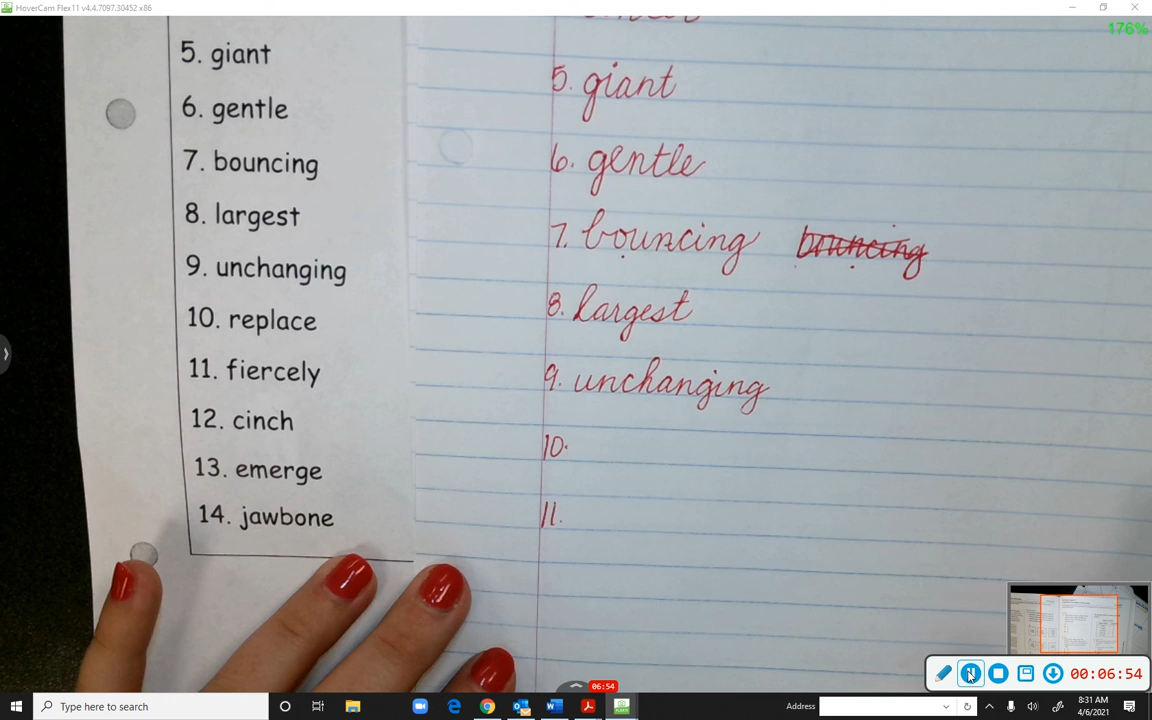 HoverCam Flex11 v4.4.7097.30456 x86
176%
5. giant
6. gentle
7. bouncing
8. largest
9. unchanging
10. replace
11. fiercely
12. cinch
13. emerge
14. jawbone
5. giant
6. gentle
7. bouncing bouncing
8. largest
9. unchanging
10.
11.
00:06:54
06:54
Type here to search
Address
8:31 AM
4/6/2021